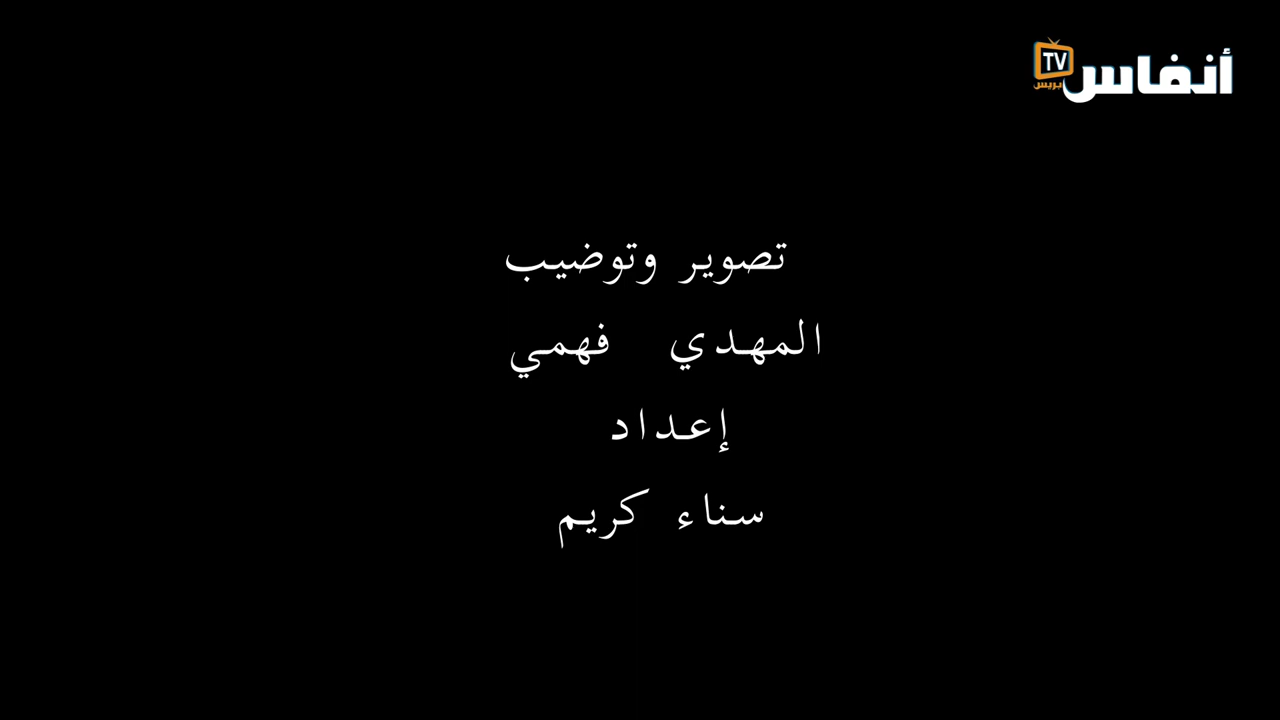 أنفاس
TV
بريس
تصوير وتوضيب
المهدي فهمي
إعداد
سناء كريم